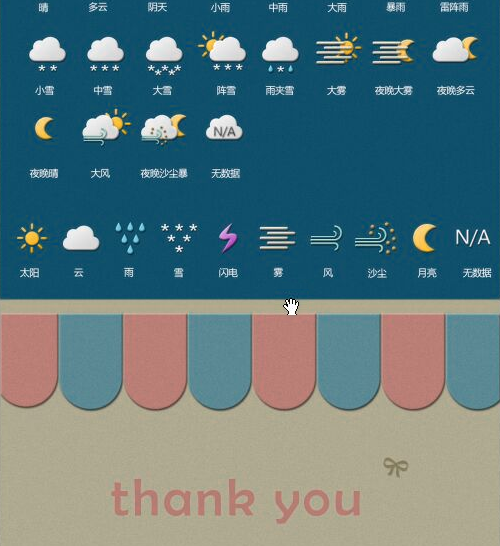 晴 多云 阴天 小雨 中雨 大雨 暴雨 雷阵雨
小雪 中雪 大雪 阵雪 雨夹雪 大雾 夜晚大雾 夜晚多云
N/A
夜晚晴 大风 夜晚沙尘暴 无数据
N/A
太阳 云 雨 雪 闪电 雾 风 沙尘 月亮 无数据
thank you